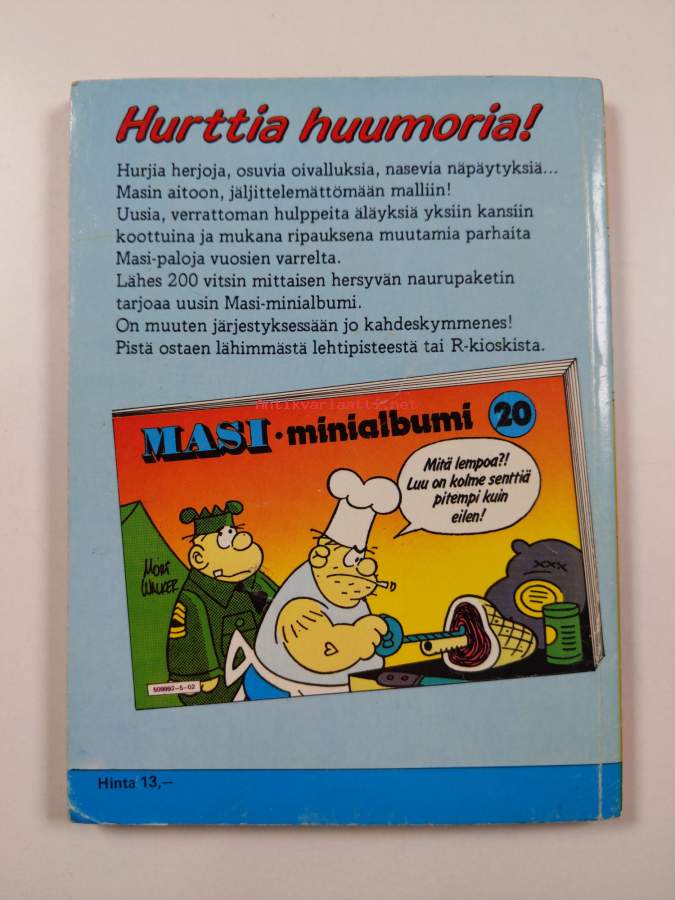 Hurttia huumoria!
Hurjia herjoja, osuvia oivalluksia, nasevia näpäytyksiä...
Masin aitoon, jäljittelemättömään malliin!
Uusia, verrattoman hulppeita äläyksiä yksiin kansiin
koottuina ja mukana ripauksena muutamia parhaita
Masi-paloja vuosien varrelta.
Lähes 200 vitsin mittaisen hersyvän naurupaketin
tarjoaa uusin Masi-minialbumi.
On muuten järjestyksessään jo kahdeskymmenes!
Pistä ostaen lähimmästä lehtipisteestä tai R-kioskista.
Antikvariaatti.net
MASI • minialbumi 20
Mitä lempoa?!
Luu on kolme senttiä
pitempi kuin
eilen!
MORT
WALKER
XXX
509993-5-02
Hinta 13,—